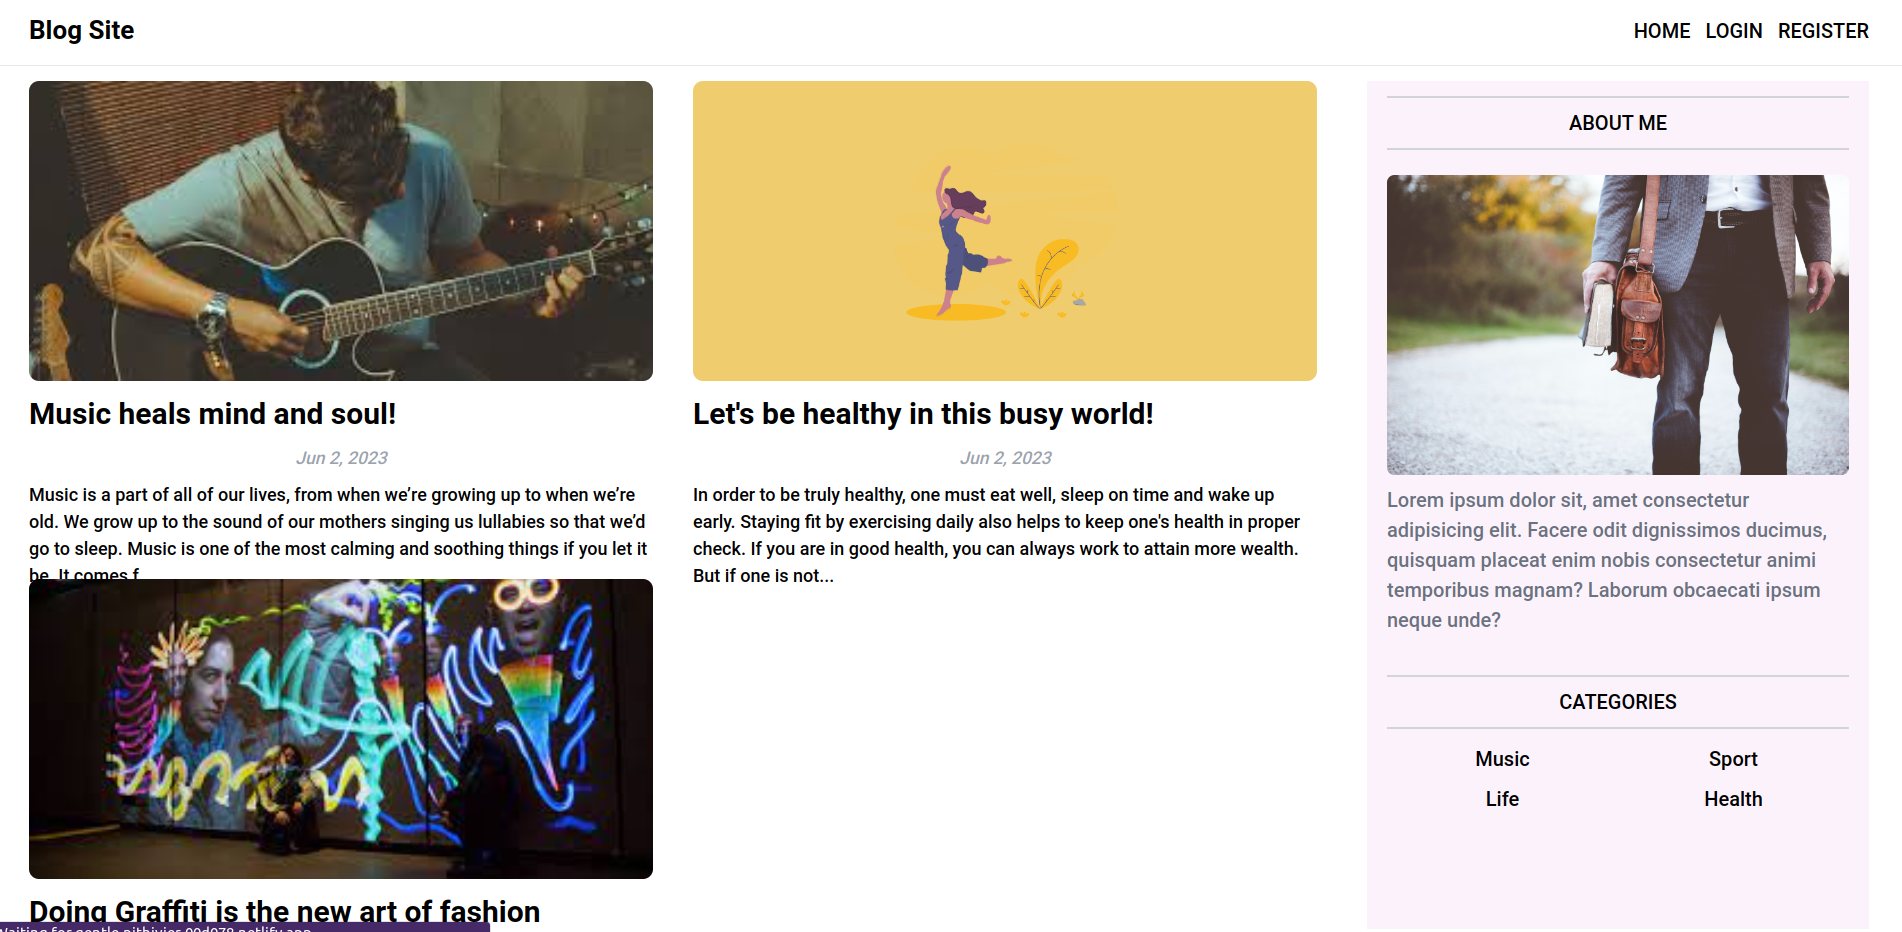 Blog Site
HOME LOGIN REGISTER
Music heals mind and soul!
Jun 2, 2023
Music is a part of all of our lives, from when we’re growing up to when we’re
old. We grow up to the sound of our mothers singing us lullabies so that we’d
go to sleep. Music is one of the most calming and soothing things if you let it
be. It comes f
Let's be healthy in this busy world!
Jun 2, 2023
In order to be truly healthy, one must eat well, sleep on time and wake up
early. Staying fit by exercising daily also helps to keep one's health in proper
check. If you are in good health, you can always work to attain more wealth.
But if one is not...
Doing Graffiti is the new art of fashion
ABOUT ME
Lorem ipsum dolor sit, amet consectetur
adipisicing elit. Facere odit dignissimos ducimus,
quisquam placeat enim nobis consectetur animi
temporibus magnam? Laborum obcaecati ipsum
neque unde?
CATEGORIES
Music Sport
Life Health
Waiting for gentle